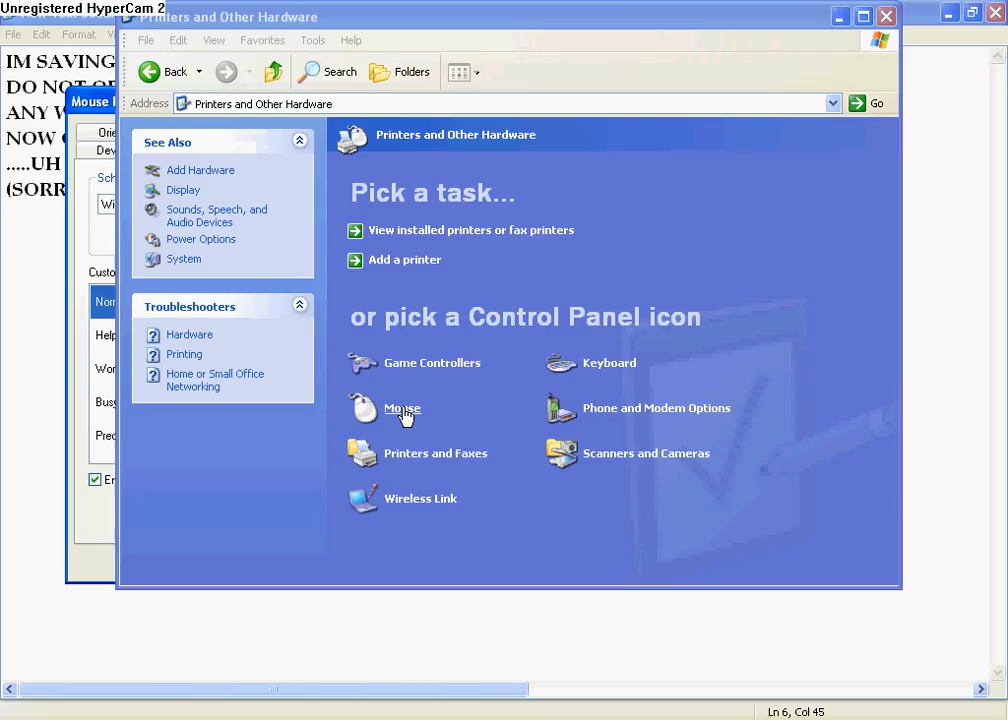 Unregistered HyperCam 2
Printers and Other Hardware
File Edit Format
File Edit View Favorites Tools Help
Back Search Folders
Address Printers and Other Hardware Go
IM SAVING
DO NOT
ANY
NOW
.....UH
(SORR
Mouse
See Also
Add Hardware
Display
Sounds, Speech, and
Audio Devices
Power Options
System
Troubleshooters
Hardware
Printing
Home or Small Office
Networking
Printers and Other Hardware
Pick a task...
View installed printers or fax printers
Add a printer
or pick a Control Panel icon
Game Controllers Keyboard
Mouse Phone and Modem Options
Printers and Faxes Scanners and Cameras
Wireless Link
Ln 6, Col 45